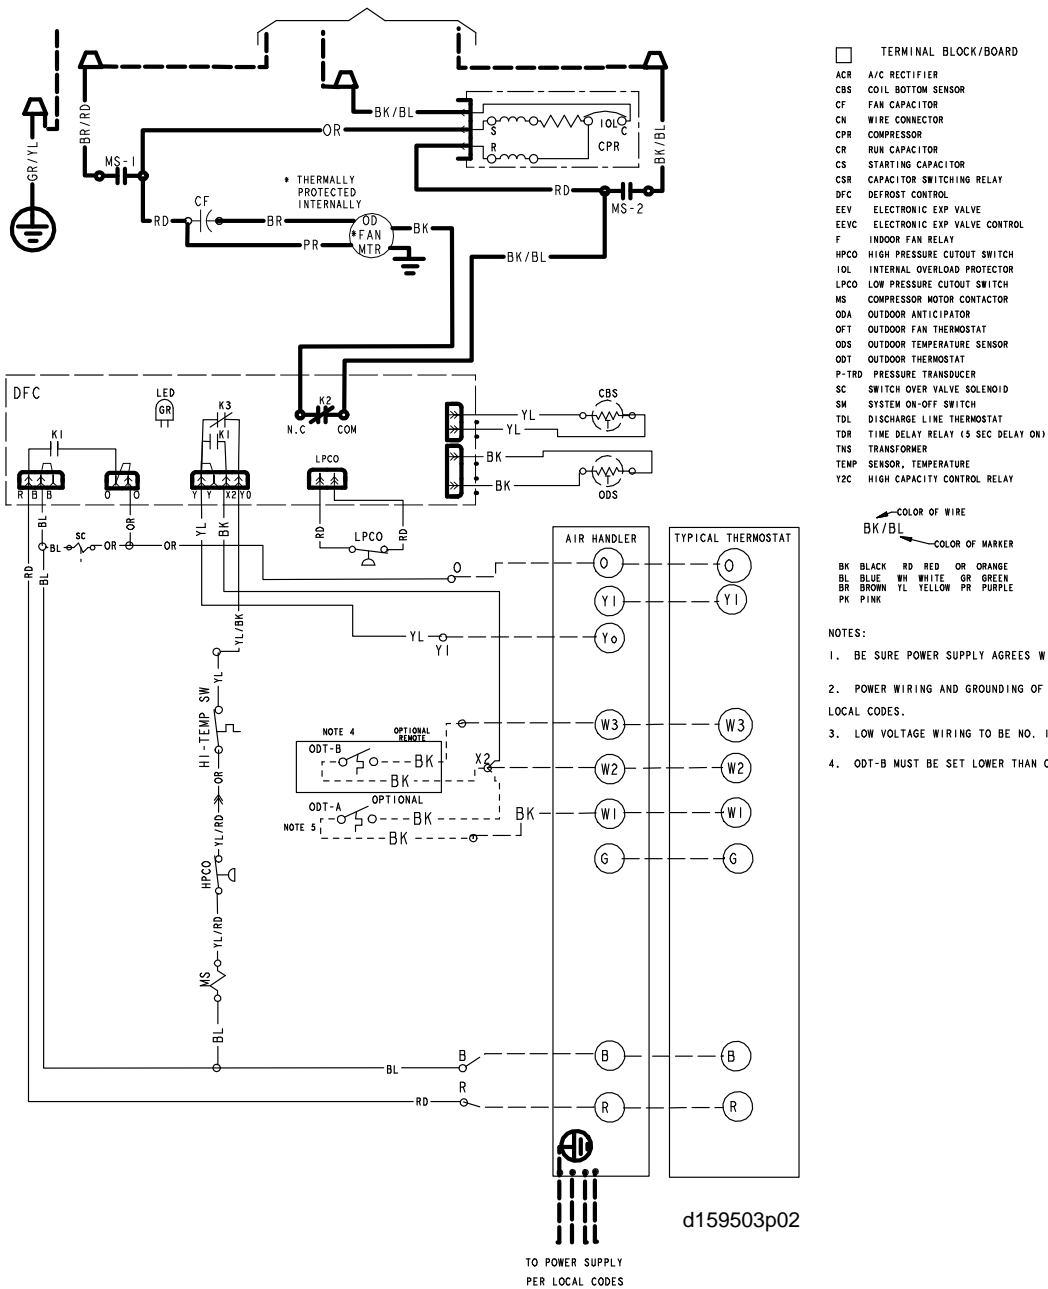 GR/YL
BR/RD
MS-1
OR
BK/BL
S
R
IOL
C
CPR
BK/BL
RD
MS-2
* THERMALLY
PROTECTED
INTERNALLY
CF
RD
BR
PR
OD
*FAN
MTR
BK
BK/BL
DFC
LED
GR
K3
K1
K1
K2
N.C
COM
LPCO
R B B
O O
Y Y X2 YO
CBS
YL
YL
T
BK
BK
T
ODS
BL
SC
BL
OR
OR
OR
YL
BK
RD
LPCO
RD
RD
BL
YL/BK
YL
HI-TEMP SW
OR
YL/RD
HPCO
YL/RD
MS
BL
O
YL
Y1
NOTE 4
OPTIONAL
REMOTE
ODT-B
BK
BK
X2
ODT-A
OPTIONAL
NOTE 5
BK
BK
BK
B
BL
R
RD
AIR HANDLER
O
Y1
Yo
W3
W2
W1
G
B
R
TYPICAL THERMOSTAT
O
Y1
W3
W2
W1
G
B
R
TO POWER SUPPLY
PER LOCAL CODES
d159503p02
TERMINAL BLOCK/BOARD
ACR A/C RECTIFIER
CBS COIL BOTTOM SENSOR
CF FAN CAPACITOR
CN WIRE CONNECTOR
CPR COMPRESSOR
CR RUN CAPACITOR
CS STARTING CAPACITOR
CSR CAPACITOR SWITCHING RELAY
DFC DEFROST CONTROL
EEV ELECTRONIC EXP VALVE
EEVC ELECTRONIC EXP VALVE CONTROL
F INDOOR FAN RELAY
HPCO HIGH PRESSURE CUTOUT SWITCH
IOL INTERNAL OVERLOAD PROTECTOR
LPCO LOW PRESSURE CUTOUT SWITCH
MS COMPRESSOR MOTOR CONTACTOR
ODA OUTDOOR ANTICIPATOR
OFT OUTDOOR FAN THERMOSTAT
ODS OUTDOOR TEMPERATURE SENSOR
ODT OUTDOOR THERMOSTAT
P-TRD PRESSURE TRANSDUCER
SC SWITCH OVER VALVE SOLENOID
SM SYSTEM ON-OFF SWITCH
TDL DISCHARGE LINE THERMOSTAT
TDR TIME DELAY RELAY (5 SEC DELAY ON)
TNS TRANSFORMER
TEMP SENSOR, TEMPERATURE
Y2C HIGH CAPACITY CONTROL RELAY
COLOR OF WIRE
BK/BL
COLOR OF MARKER
BK BLACK RD RED OR ORANGE
BL BLUE WH WHITE GR GREEN
BR BROWN YL YELLOW PR PURPLE
PK PINK
NOTES:
1. BE SURE POWER SUPPLY AGREES W
2. POWER WIRING AND GROUNDING OF
LOCAL CODES.
3. LOW VOLTAGE WIRING TO BE NO. 1
4. ODT-B MUST BE SET LOWER THAN O